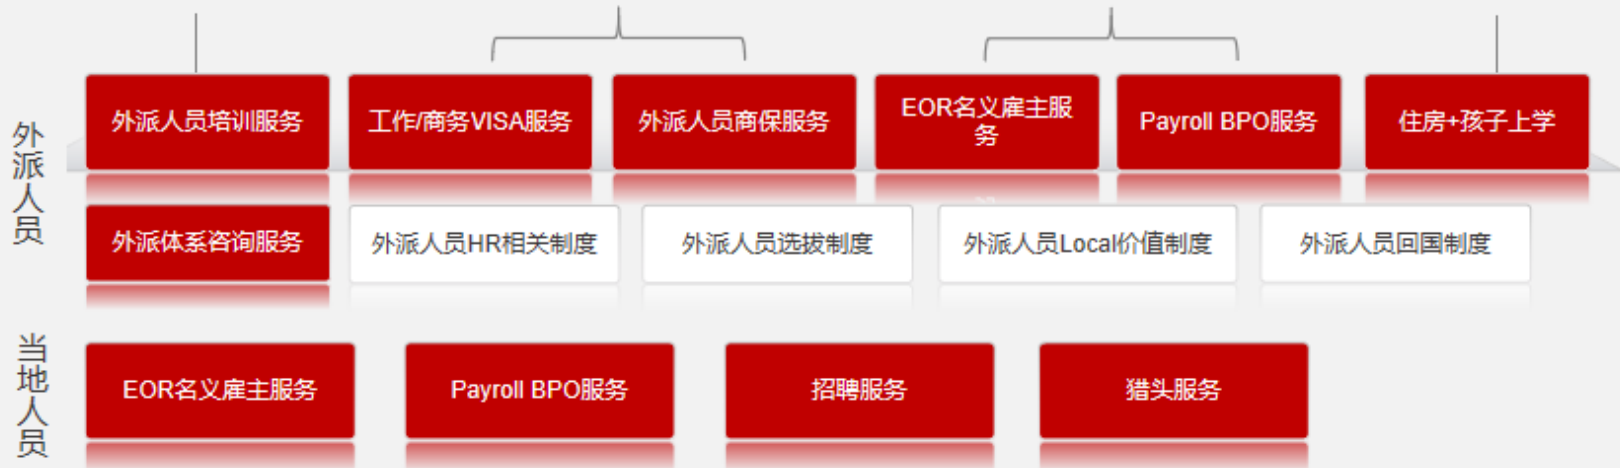 外派人员
外派人员培训服务
工作/商务VISA服务
外派人员商保服务
EOR名义雇主服
务
Payroll BPO服务
住房+孩子上学
外派体系咨询服务
外派人员HR相关制度
外派人员选拔制度
外派人员Local价值制度
外派人员回国制度
当地人员
EOR名义雇主服务
Payroll BPO服务
招聘服务
猎头服务